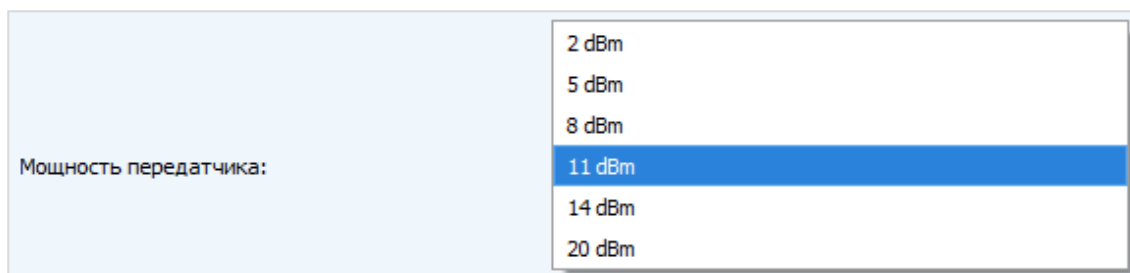 Мощность передатчика:
2 dBm
5 dBm
8 dBm
11 dBm
14 dBm
20 dBm